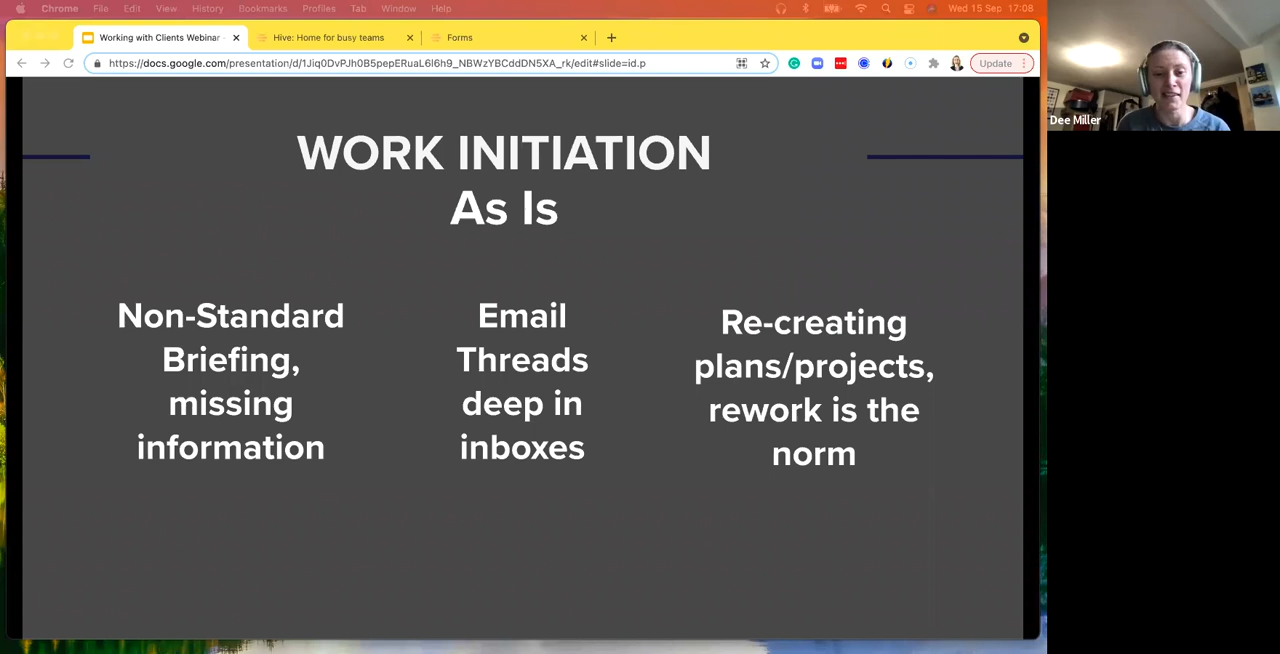 Chrome File Edit View History Bookmarks Profiles Tab Window Help Wed 15 Sep 17:08
Working with Clients Webinar - Hive: Home for busy teams Forms
https://docs.google.com/presentation/d/1Jiq0DvPJh0B5pepERuaL6l6h9_NBWzYBCddDN5XA_rk/edit#slide=id.p Update
Dee Miller
WORK INITIATION
As Is
Non-Standard
Briefing,
missing
information
Email
Threads
deep in
inboxes
Re-creating
plans/projects,
rework is the
norm